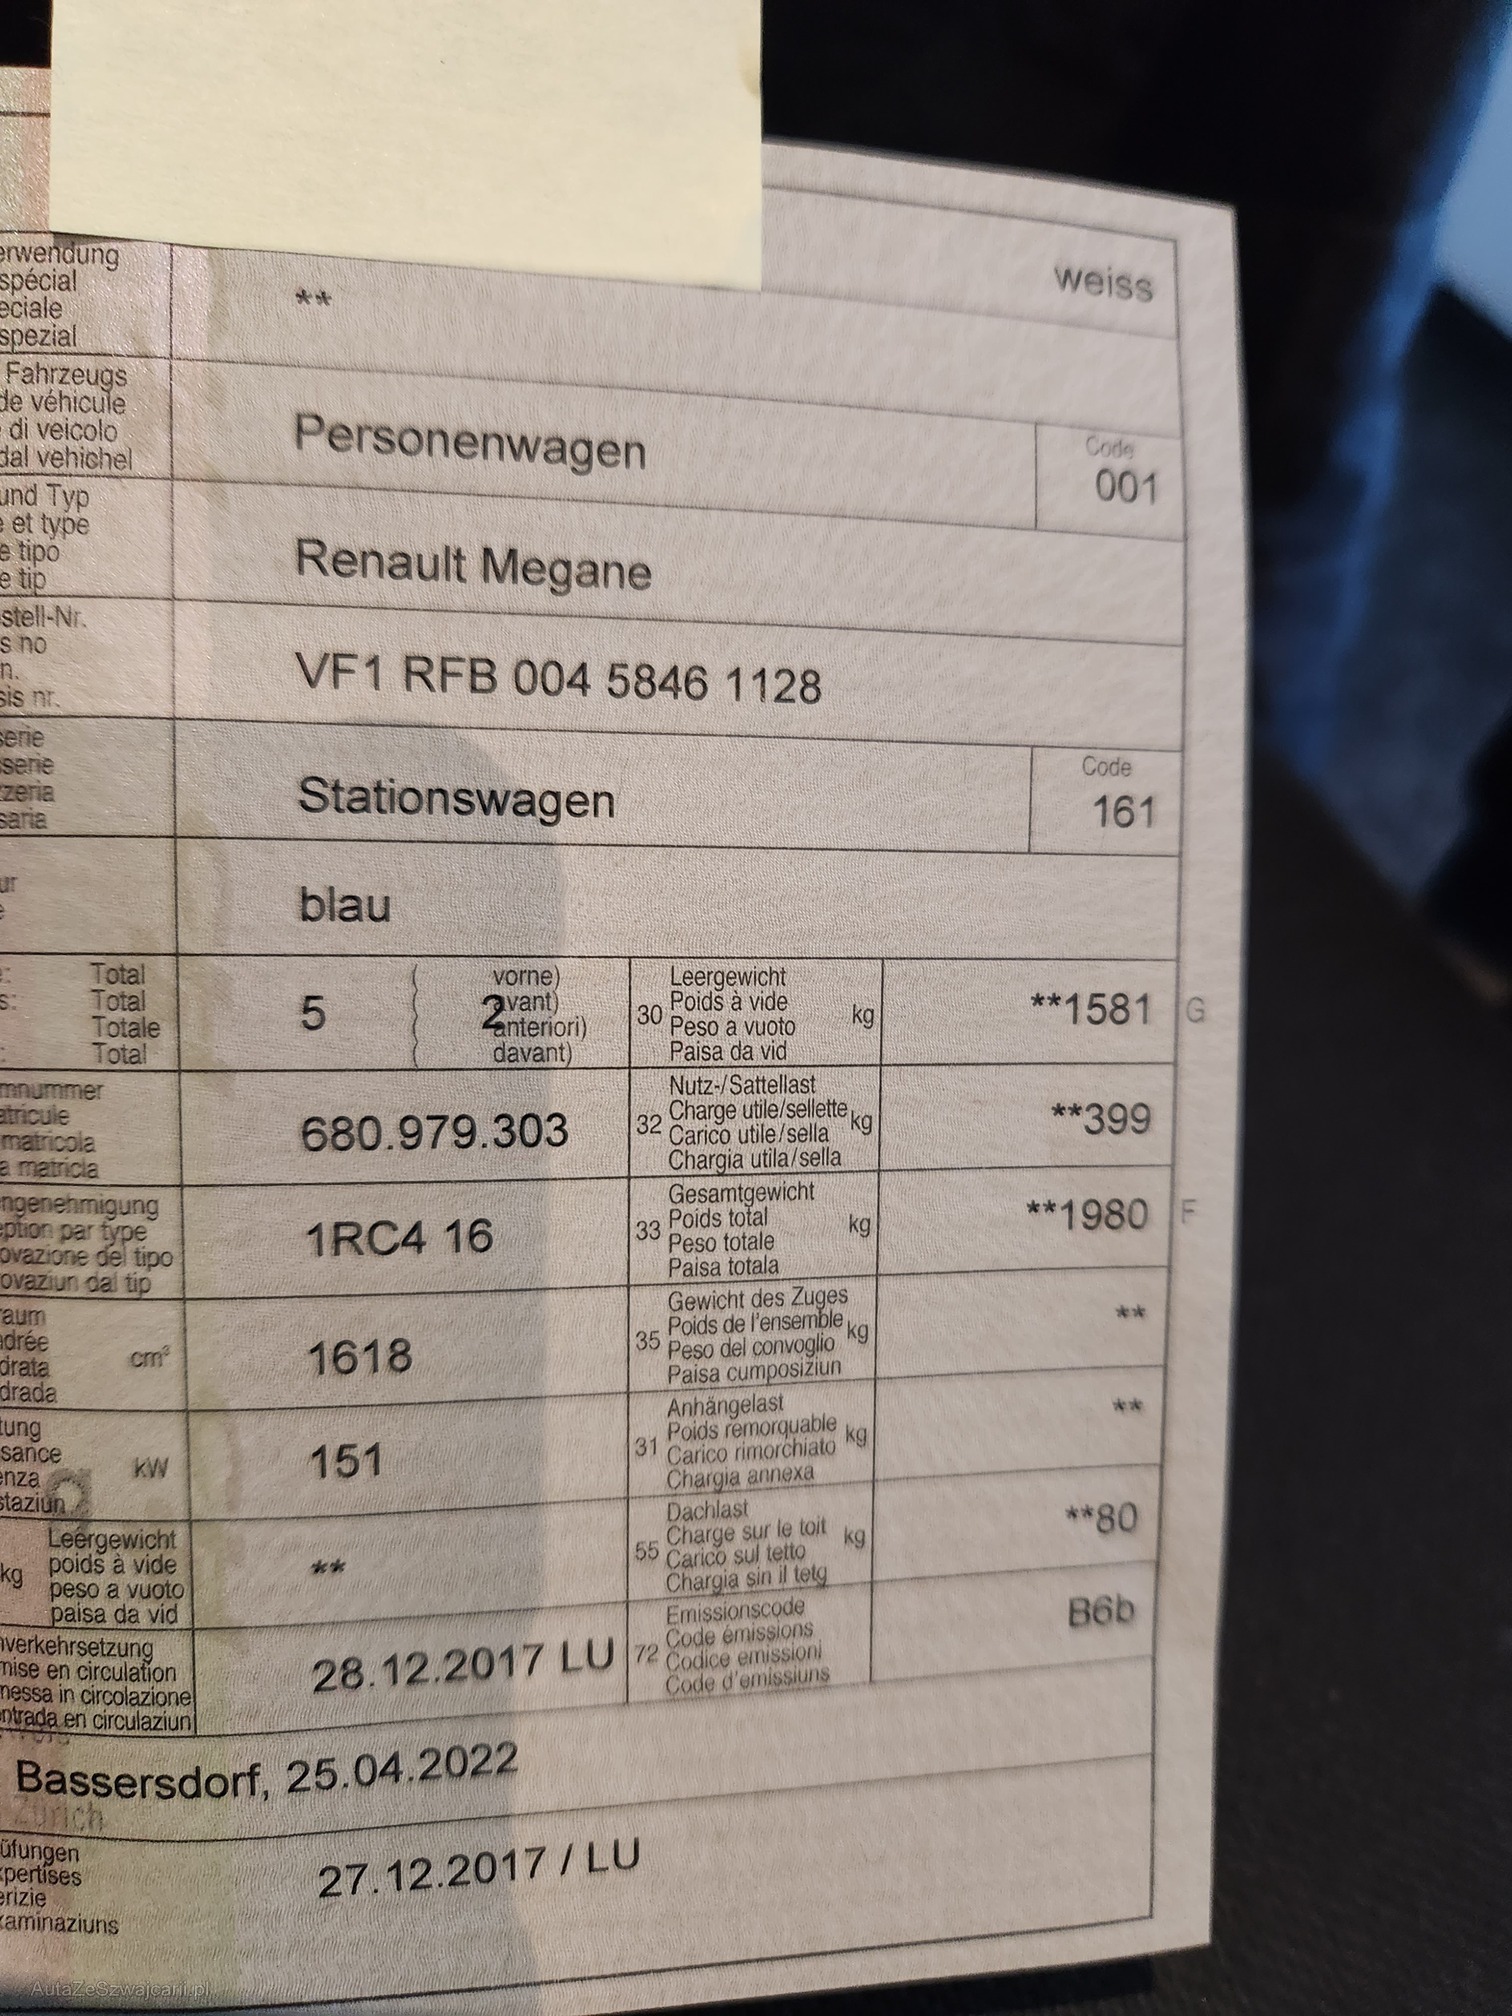 weiss
erwendung
spécial
eciale
spezial
**
Fahrzeugs
de véhicule
di veicolo
dal vehichel
Personenwagen
Code
001
und Typ
e et type
e tipo
e tip
Renault Megane
stell-Nr.
s no
n.
sis nr.
VF1 RFB 004 5846 1128
serie
sserie
zzeria
saria
Stationswagen
Code
161
ur
e
blau
e: Total
s: Total
Totale
: Total
5
( vorne)
( avant)
( anteriori)
( davant)
2
30 Leergewicht
Poids à vide kg
Peso a vuoto
Paisa da vid
**1581 G
mnummer
atricule
matricola
a matricla
680.979.303
32 Nutz-/Sattellast
Charge utile/sellette kg
Carico utile/sella
Chargia utila/sella
**399
ngenehmigung
eption par type
ovazione del tipo
ovaziun dal tip
1RC4 16
33 Gesamtgewicht
Poids total kg
Peso totale
Paisa totala
**1980 F
raum
adrée
drata cm³
drada
1618
35 Gewicht des Zuges
Poids de l'ensemble kg
Peso del convoglio
Paisa cumposiziun
**
tung
sance
enza kW
staziun
151
31 Anhängelast
Poids remorquable kg
Carico rimorchiato
Chargia annexa
**
Leergewicht
kg poids à vide
peso a vuoto
paisa da vid
**
55 Dachlast
Charge sur le toit kg
Carico sul tetto
Chargia sin il tetg
**80
nverkehrsetzung
mise en circulation
messa in circolazione
entrada en circulaziun
28.12.2017 LU
72 Emissionscode
Code émissions
Codice emissioni
Code d'emissiuns
B6b
Bassersdorf, 25.04.2022
Zürich
üfungen
xpertises
erizie
xaminaziuns
27.12.2017 / LU
AutaZeSzwajcarii.pl